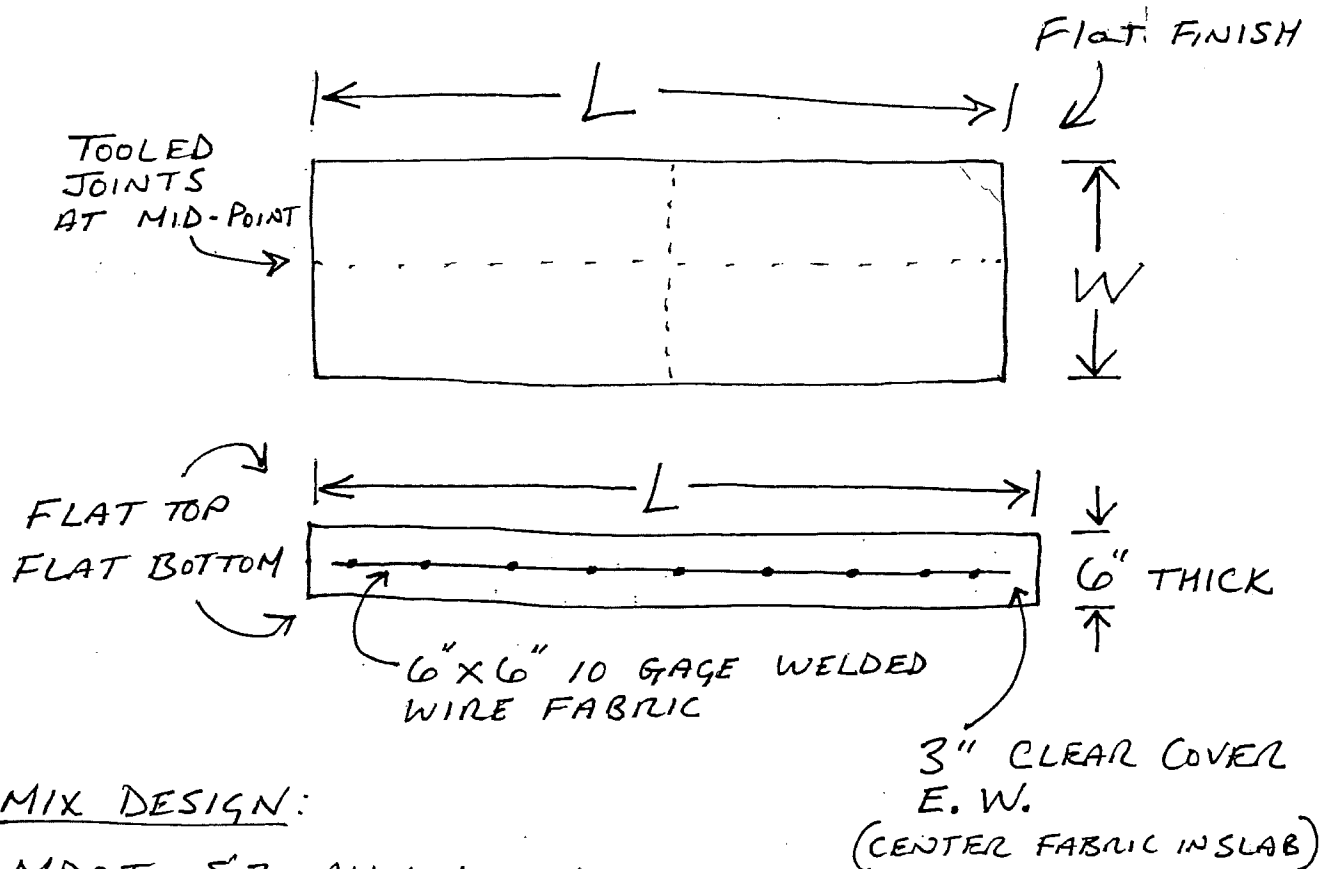 Flat FINISH
L
TOOLED
JOINTS
AT MID-POINT
W
L
FLAT TOP
FLAT BOTTOM
6" THICK
6" X 6" 10 GAGE WELDED
WIRE FABRIC
3" CLEAR COVER
E. W.
(CENTER FABRIC IN SLAB)
MIX DESIGN: